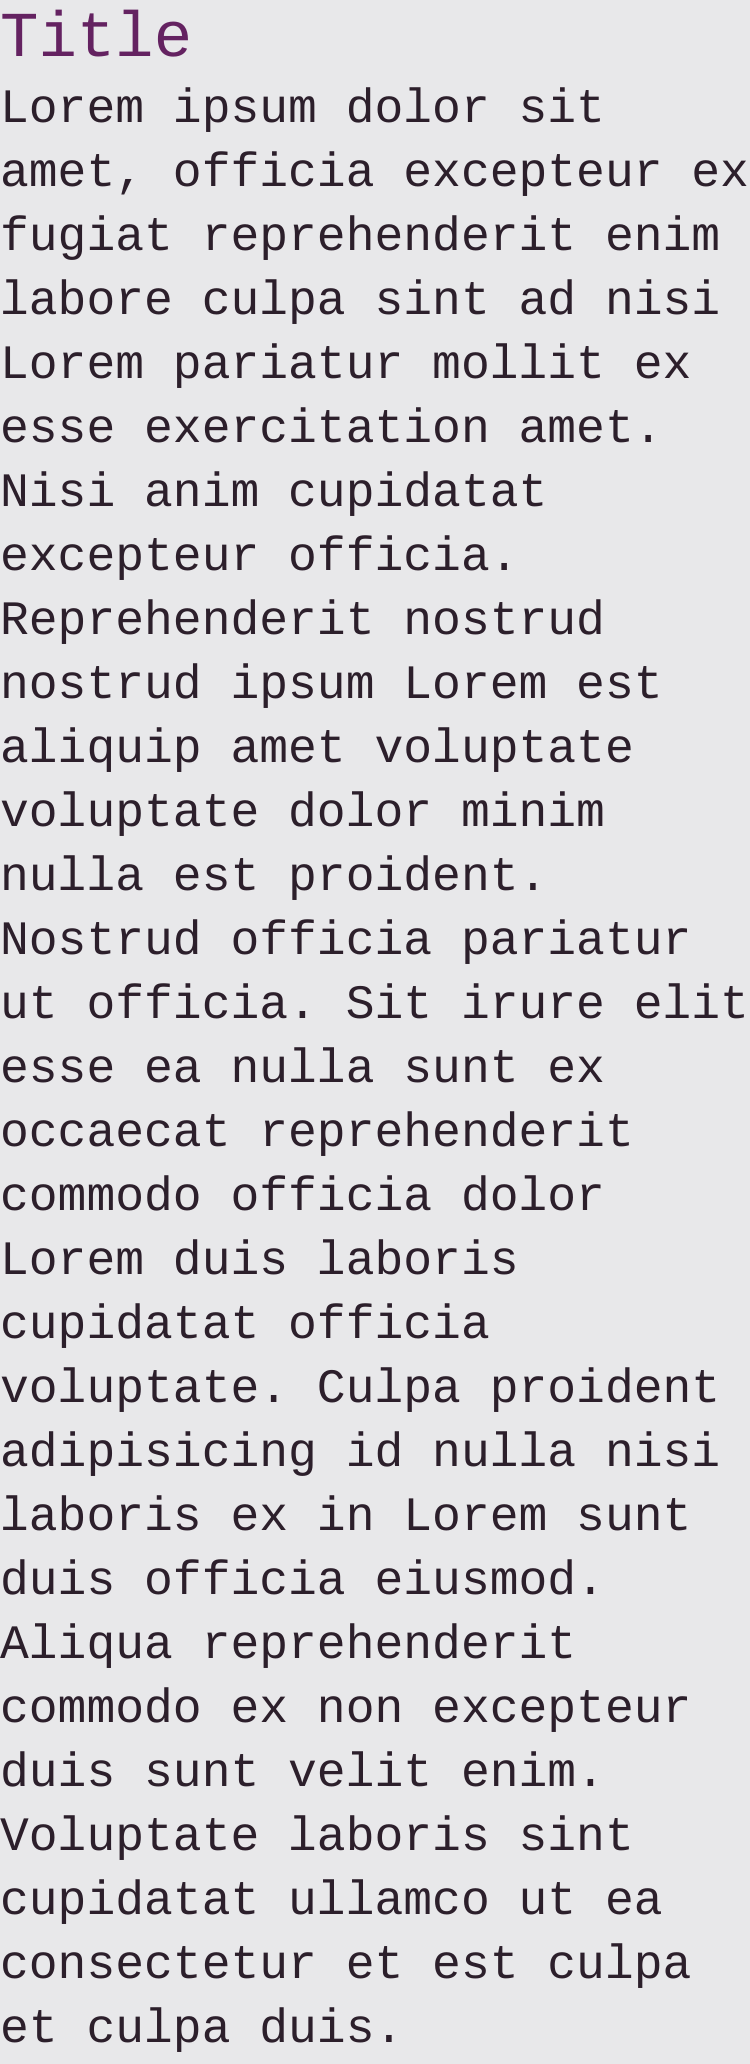 Title
Lorem ipsum dolor sit
amet, officia excepteur ex
fugiat reprehenderit enim
labore culpa sint ad nisi
Lorem pariatur mollit ex
esse exercitation amet.
Nisi anim cupidatat
excepteur officia.
Reprehenderit nostrud
nostrud ipsum Lorem est
aliquip amet voluptate
voluptate dolor minim
nulla est proident.
Nostrud officia pariatur
ut officia. Sit irure elit
esse ea nulla sunt ex
occaecat reprehenderit
commodo officia dolor
Lorem duis laboris
cupidatat officia
voluptate. Culpa proident
adipisicing id nulla nisi
laboris ex in Lorem sunt
duis officia eiusmod.
Aliqua reprehenderit
commodo ex non excepteur
duis sunt velit enim.
Voluptate laboris sint
cupidatat ullamco ut ea
consectetur et est culpa
et culpa duis.